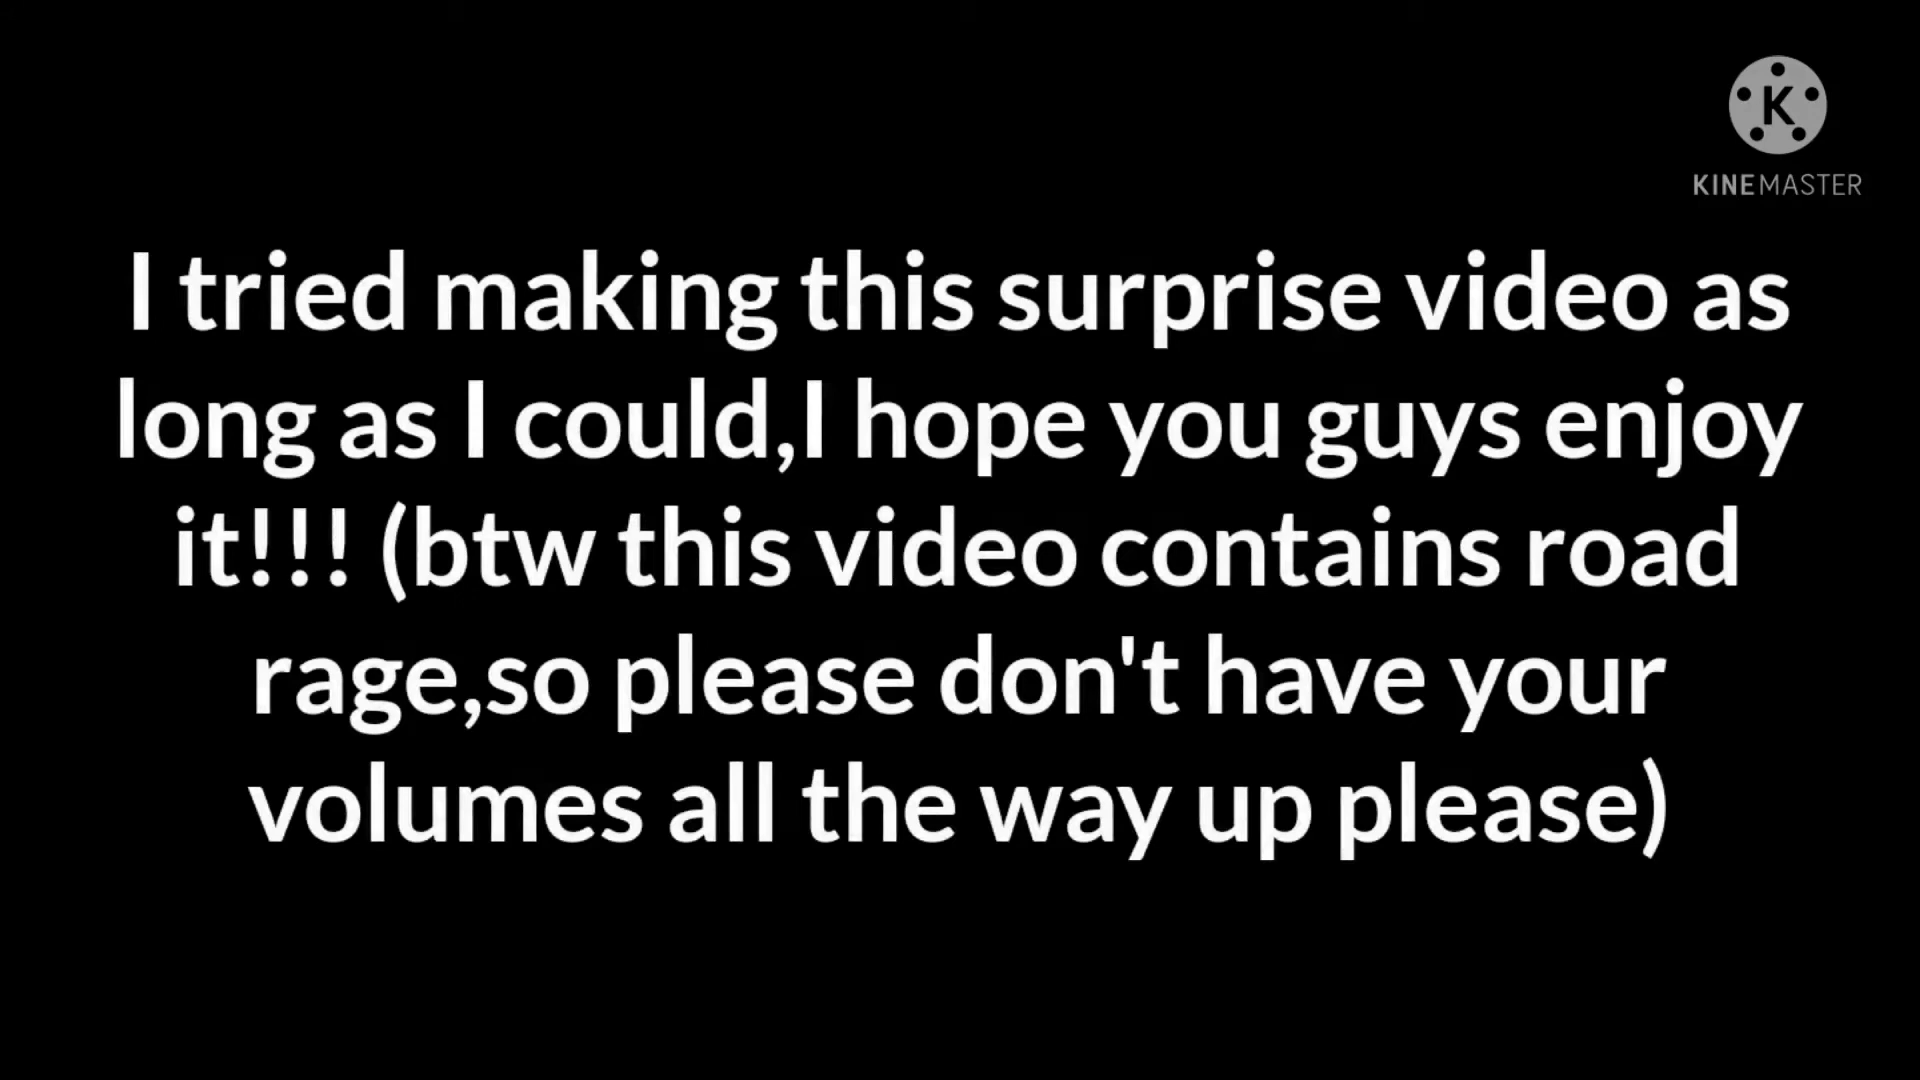 K
KINEMASTER
I tried making this surprise video as
long as I could,I hope you guys enjoy
it!!! (btw this video contains road
rage,so please don't have your
volumes all the way up please)